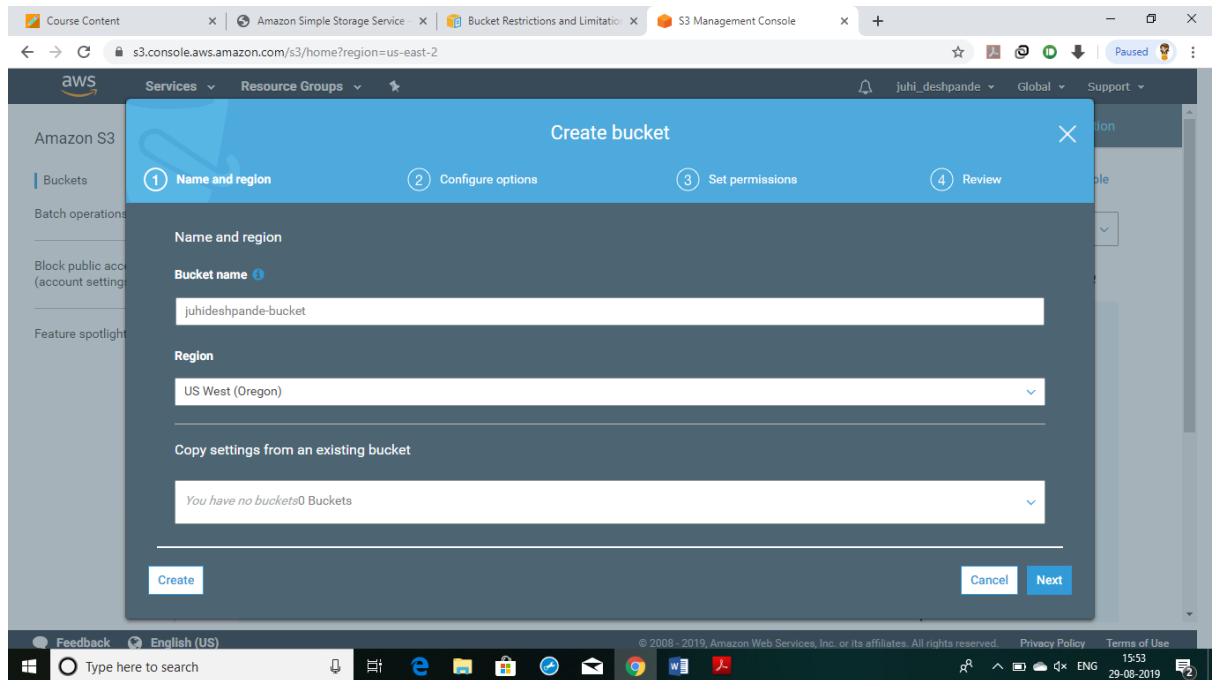 Course Content
Amazon Simple Storage Service –
Bucket Restrictions and Limitatio
S3 Management Console
s3.console.aws.amazon.com/s3/home?region=us-east-2
Paused
aws
Services
Resource Groups
juhi_deshpande
Global
Support
Amazon S3
Buckets
Batch operations
Block public acc
(account setting
Feature spotlight
tion
ble
Create bucket
1 Name and region
2 Configure options
3 Set permissions
4 Review
Name and region
Bucket name
juhideshpande-bucket
Region
US West (Oregon)
Copy settings from an existing bucket
You have no buckets0 Buckets
Create
Cancel
Next
Feedback
English (US)
© 2008 - 2019, Amazon Web Services, Inc. or its affiliates. All rights reserved.
Privacy Policy
Terms of Use
Type here to search
ENG
15:53
29-08-2019
2